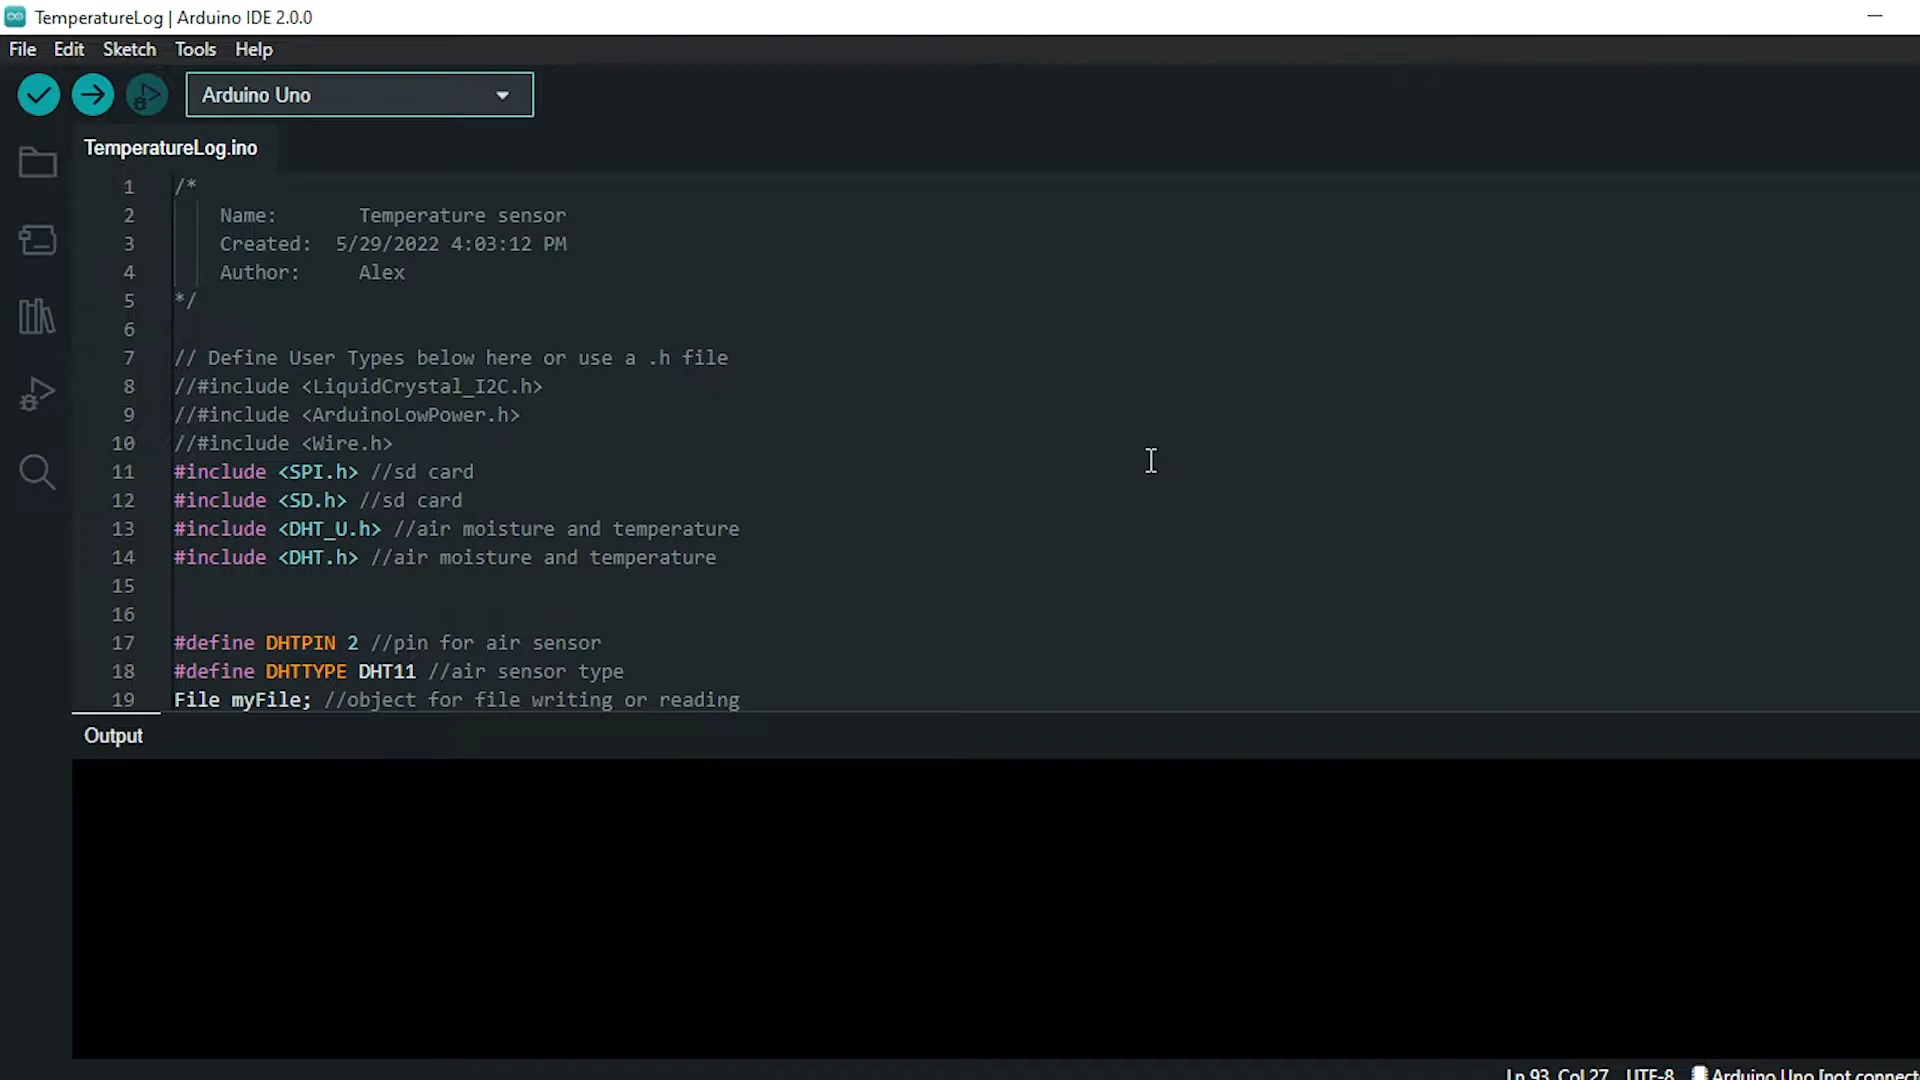 TemperatureLog | Arduino IDE 2.0.0
File Edit Sketch Tools Help
Arduino Uno
TemperatureLog.ino
1 /*
2 Name: Temperature sensor
3 Created: 5/29/2022 4:03:12 PM
4 Author: Alex
5 */
6
7 // Define User Types below here or use a .h file
8 //#include <LiquidCrystal_I2C.h>
9 //#include <ArduinoLowPower.h>
10 //#include <Wire.h>
11 #include <SPI.h> //sd card
12 #include <SD.h> //sd card
13 #include <DHT_U.h> //air moisture and temperature
14 #include <DHT.h> //air moisture and temperature
15
16
17 #define DHTPIN 2 //pin for air sensor
18 #define DHTTYPE DHT11 //air sensor type
19 File myFile; //object for file writing or reading
Output
Ln 93, Col 27 UTF-8 Arduino Uno [not connect